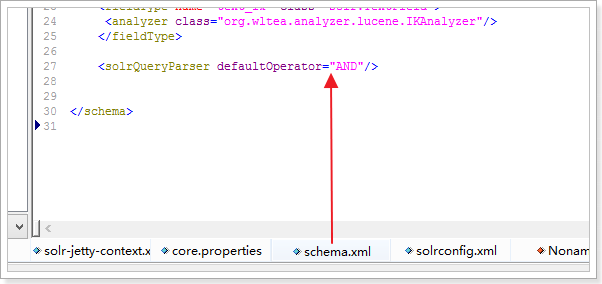 24 <analyzer class="org.wltea.analyzer.lucene.IKAnalyzer"/>
25 </fieldType>
26
27 <solrQueryParser defaultOperator="AND"/>
28
29
30 </schema>
31
solr-jetty-context.x core.properties schema.xml solrconfig.xml Nonam